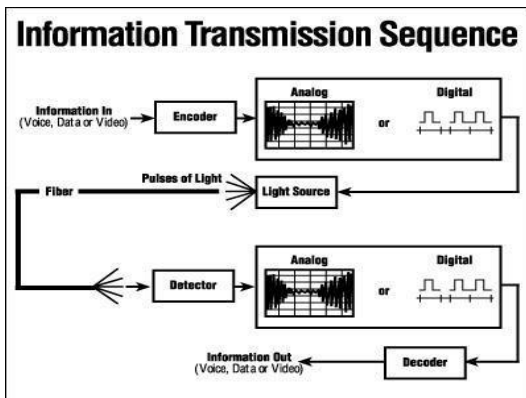 Information Transmission Sequence
Analog
Digital
Information In
(Voice, Data or Video)
Encoder
or
Pulses of Light
Fiber
Light Source
Analog
Digital
Detector
or
Information Out
(Voice, Data or Video)
Decoder